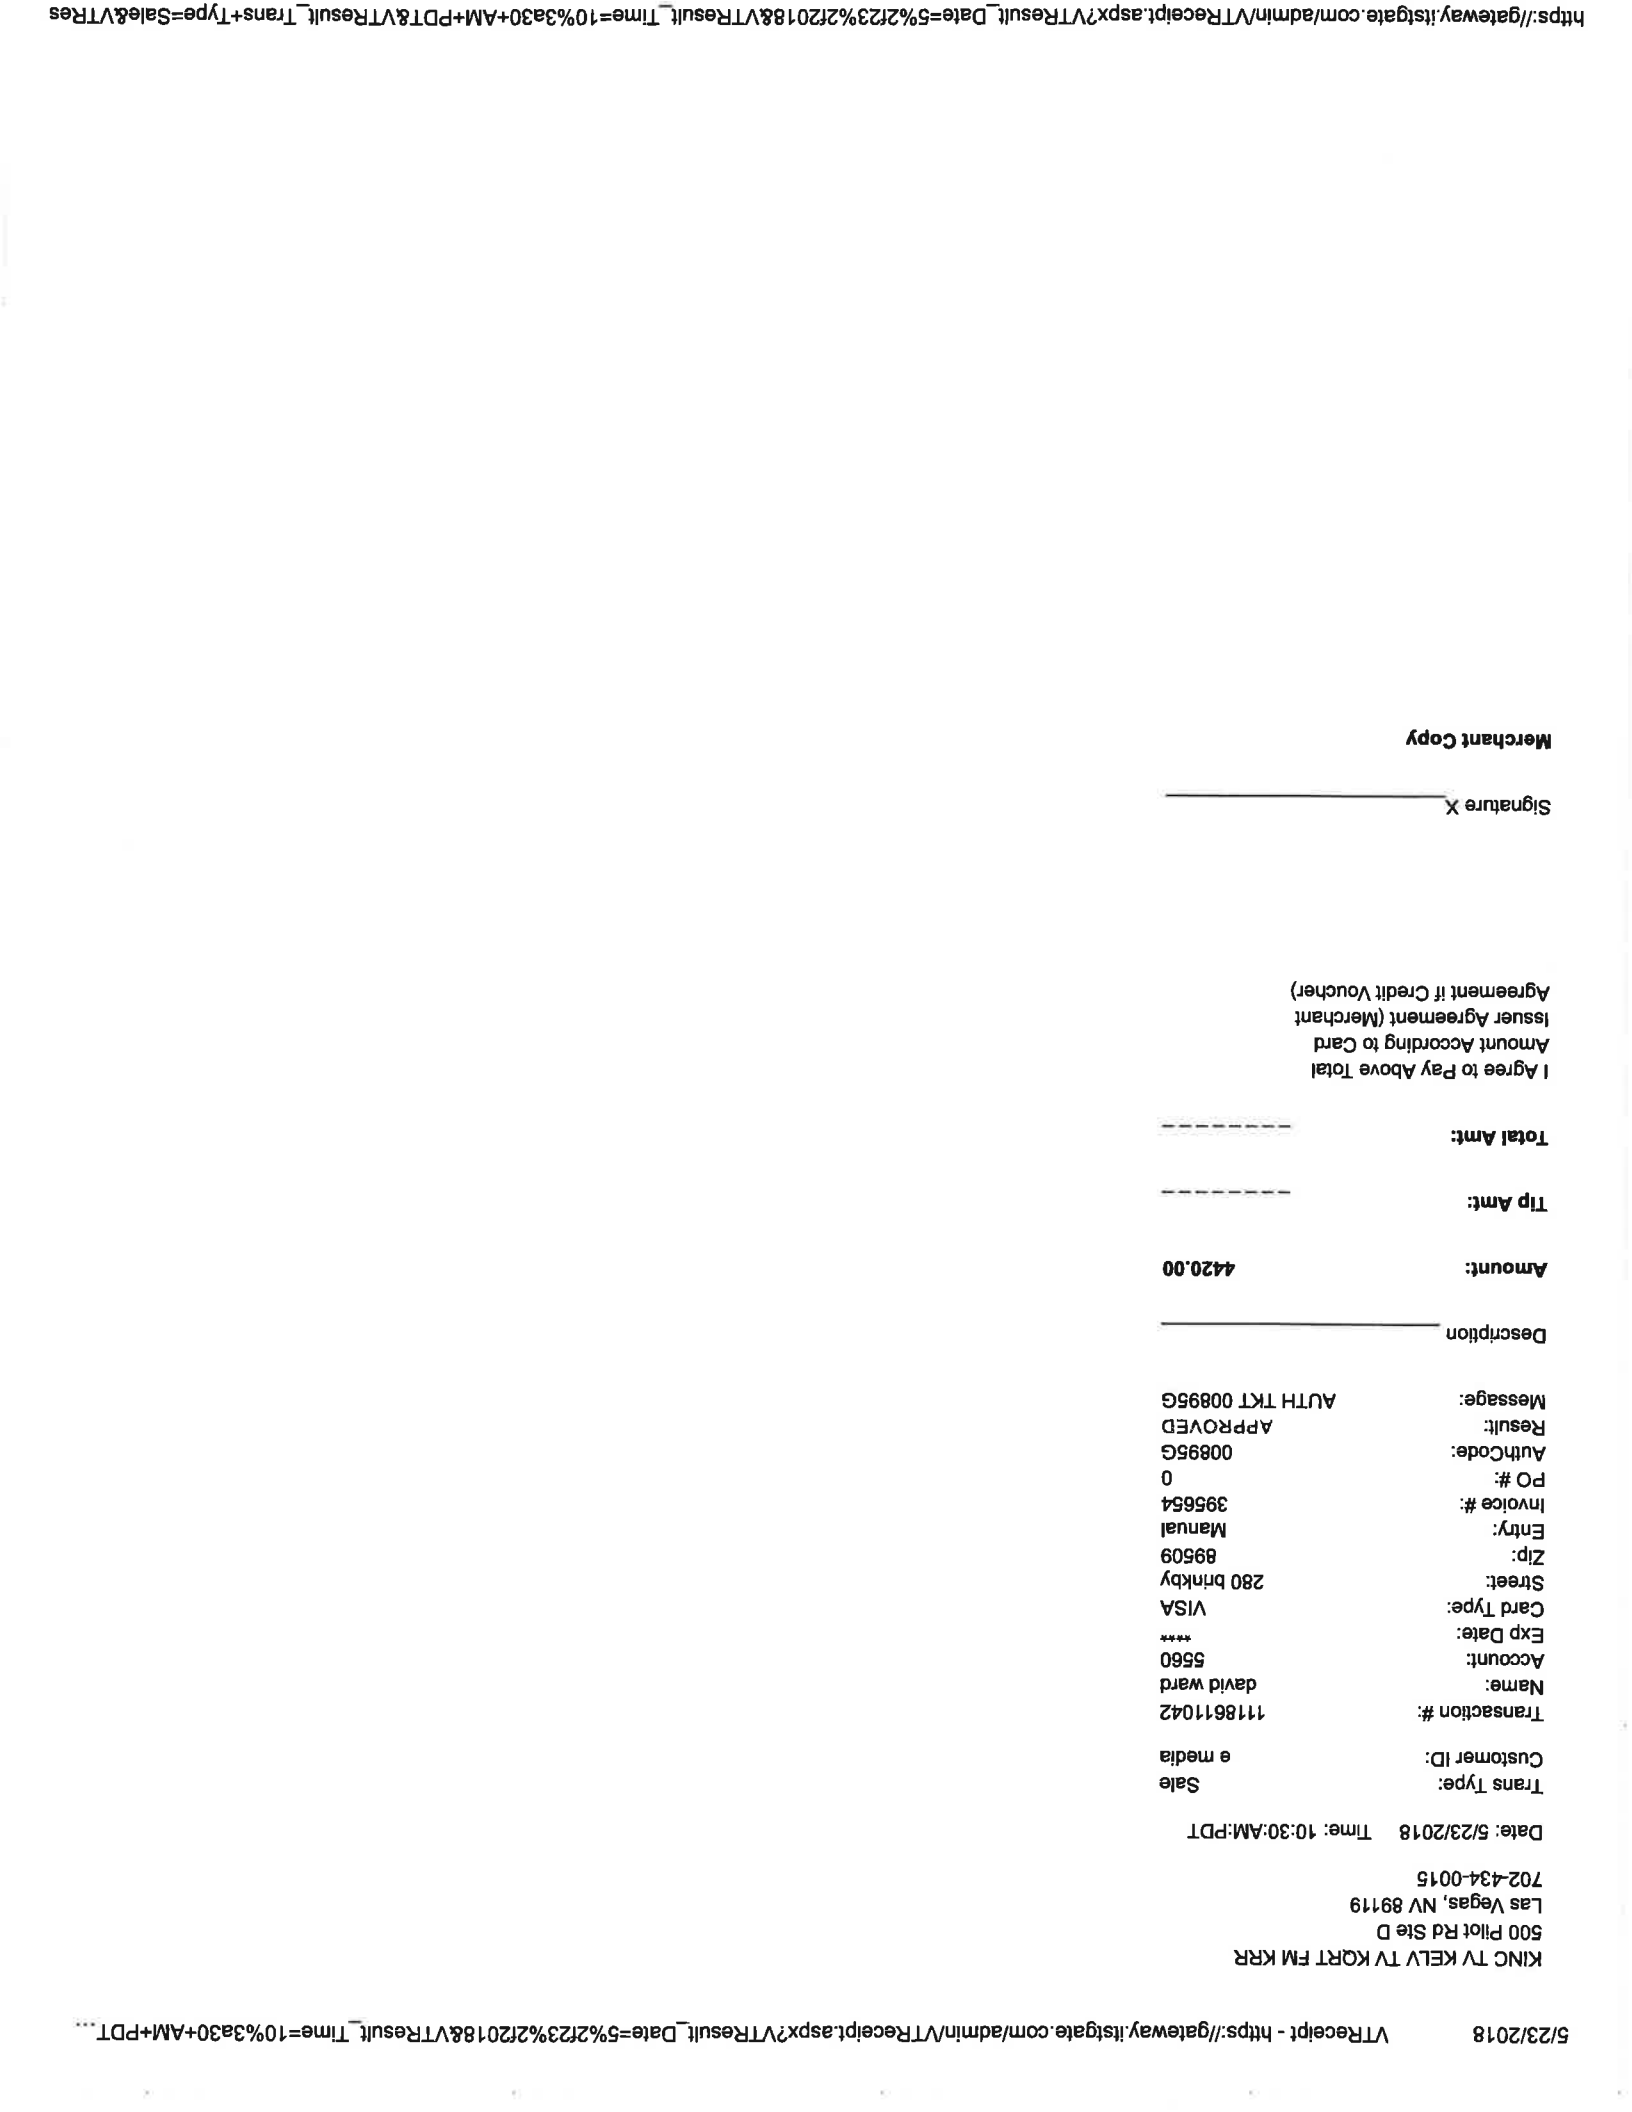 5/23/2018 VTReceipt - https://gateway.itstgate.com/admin/VTReceipt.aspx?VTResult_Date=5%2f23%2f2018&VTResult_Time=10%3a30+AM+PDT...
KINC TV KELV TV KQRT FM KRR
500 Pilot Rd Ste D
Las Vegas, NV 89119
702-434-0015
Date: 5/23/2018 Time: 10:30:AM:PDT
Trans Type: Sale
Customer ID: e media
Transaction #: 1118611042
Name: david ward
Account: 5560
Exp Date: ****
Card Type: VISA
Street: 280 brinkby
Zip: 89509
Entry: Manual
Invoice #: 395654
PO #: 0
AuthCode: 00895G
Result: APPROVED
Message: AUTH TKT 00895G
Description
Amount: 4420.00
Tip Amt:
Total Amt:
I Agree to Pay Above Total
Amount According to Card
Issuer Agreement (Merchant
Agreement if Credit Voucher)
Signature X
Merchant Copy
https://gateway.itstgate.com/admin/VTReceipt.aspx?VTResult_Date=5%2f23%2f2018&VTResult_Time=10%3a30+AM+PDT&VTResult_Trans+Type=Sale&VTRes